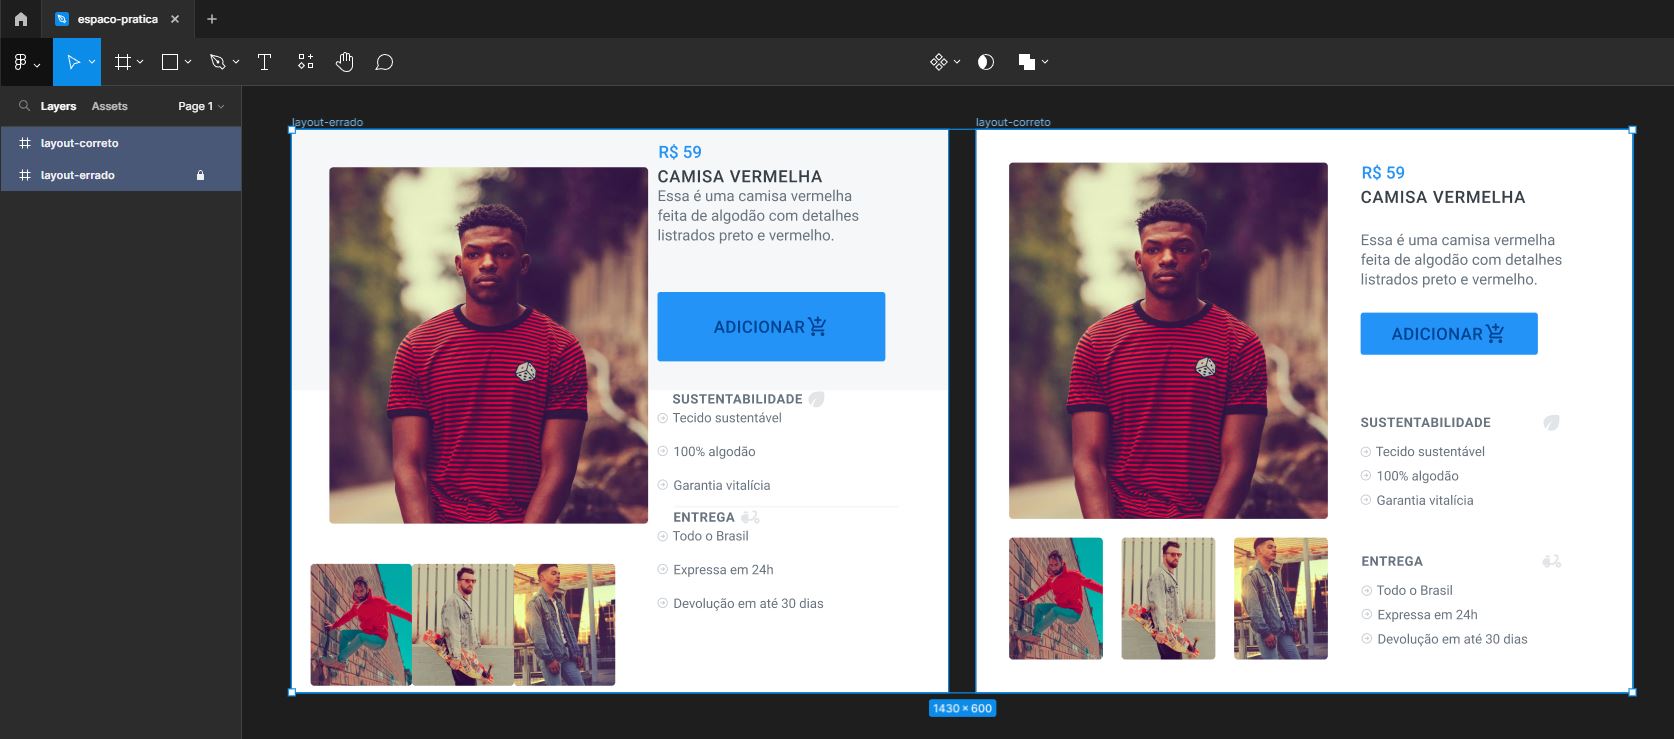 espaco-pratica
Layers
Assets
Page 1
layout-correto
layout-errado
layout-errado
R$ 59
CAMISA VERMELHA
Essa é uma camisa vermelha
feita de algodão com detalhes
listrados preto e vermelho.
ADICIONAR
SUSTENTABILIDADE
Tecido sustentável
100% algodão
Garantia vitalícia
ENTREGA
Todo o Brasil
Expressa em 24h
Devolução em até 30 dias
layout-correto
R$ 59
CAMISA VERMELHA
Essa é uma camisa vermelha
feita de algodão com detalhes
listrados preto e vermelho.
ADICIONAR
SUSTENTABILIDADE
Tecido sustentável
100% algodão
Garantia vitalícia
ENTREGA
Todo o Brasil
Expressa em 24h
Devolução em até 30 dias
1430 × 600